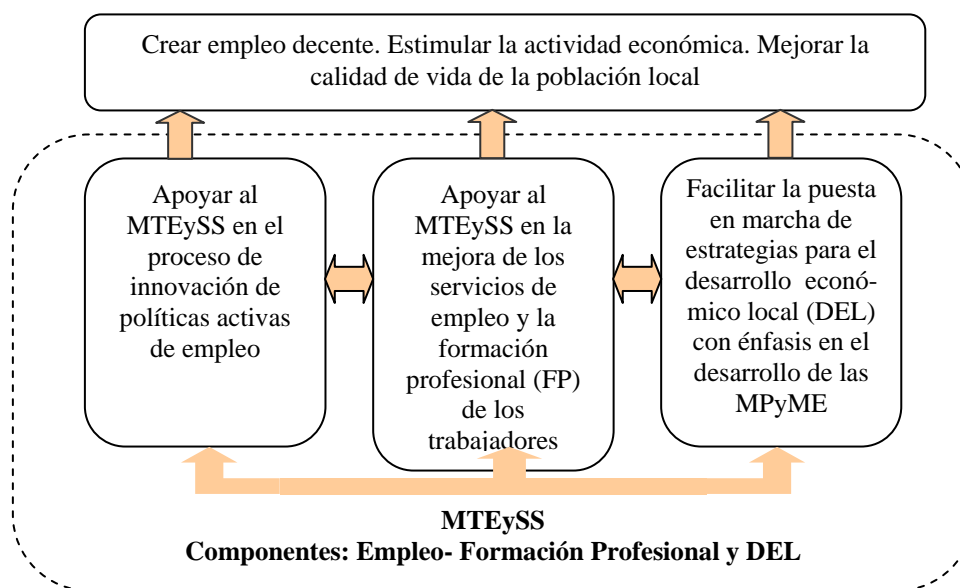 Crear empleo decente. Estimular la actividad económica. Mejorar la
calidad de vida de la población local
Apoyar al
MTEySS en el
proceso de
innovación de
políticas activas
de empleo
Apoyar al
MTEySS en la
mejora de los
servicios de
empleo y la
formación
profesional (FP)
de los
trabajadores
Facilitar la puesta
en marcha de
estrategias para el
desarrollo econó-
mico local (DEL)
con énfasis en el
desarrollo de las
MPyME
MTEySS
Componentes: Empleo- Formación Profesional y DEL